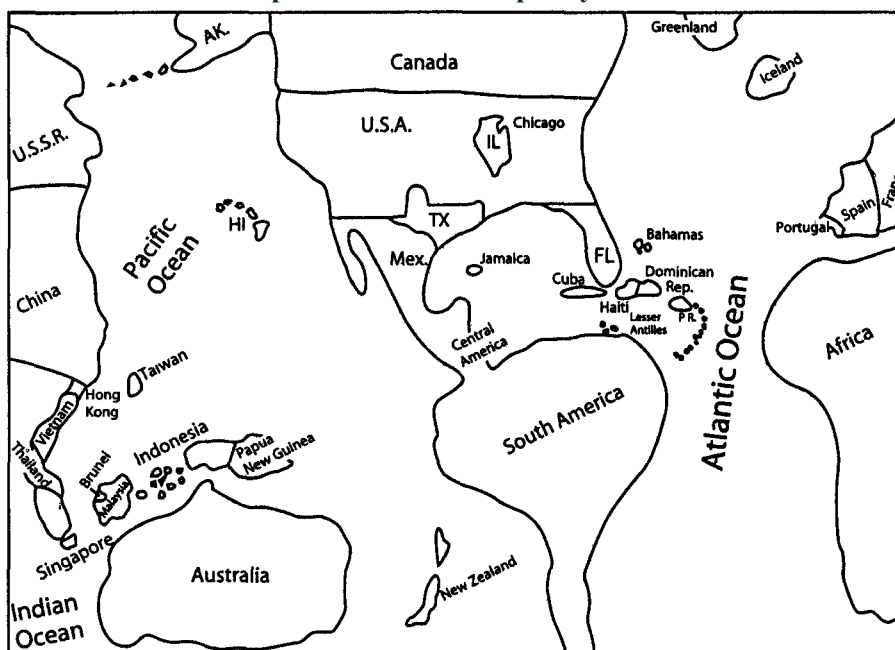 AK.
Greenland
Canada
Iceland
U.S.A.
IL
Chicago
U.S.S.R.
Spain
Portugal
TX
HI
Pacific
Ocean
Bahamas
FL
Mex.
Jamaica
Cuba
Dominican
Rep.
China
Haiti
P.R.
Lesser
Antilles
Central
America
Africa
Taiwan
Hong
Kong
Vietnam
Atlantic Ocean
South America
Indonesia
Papua
New Guinea
Thailand
Brunel
Malaysia
Singapore
Australia
New Zealand
Indian
Ocean